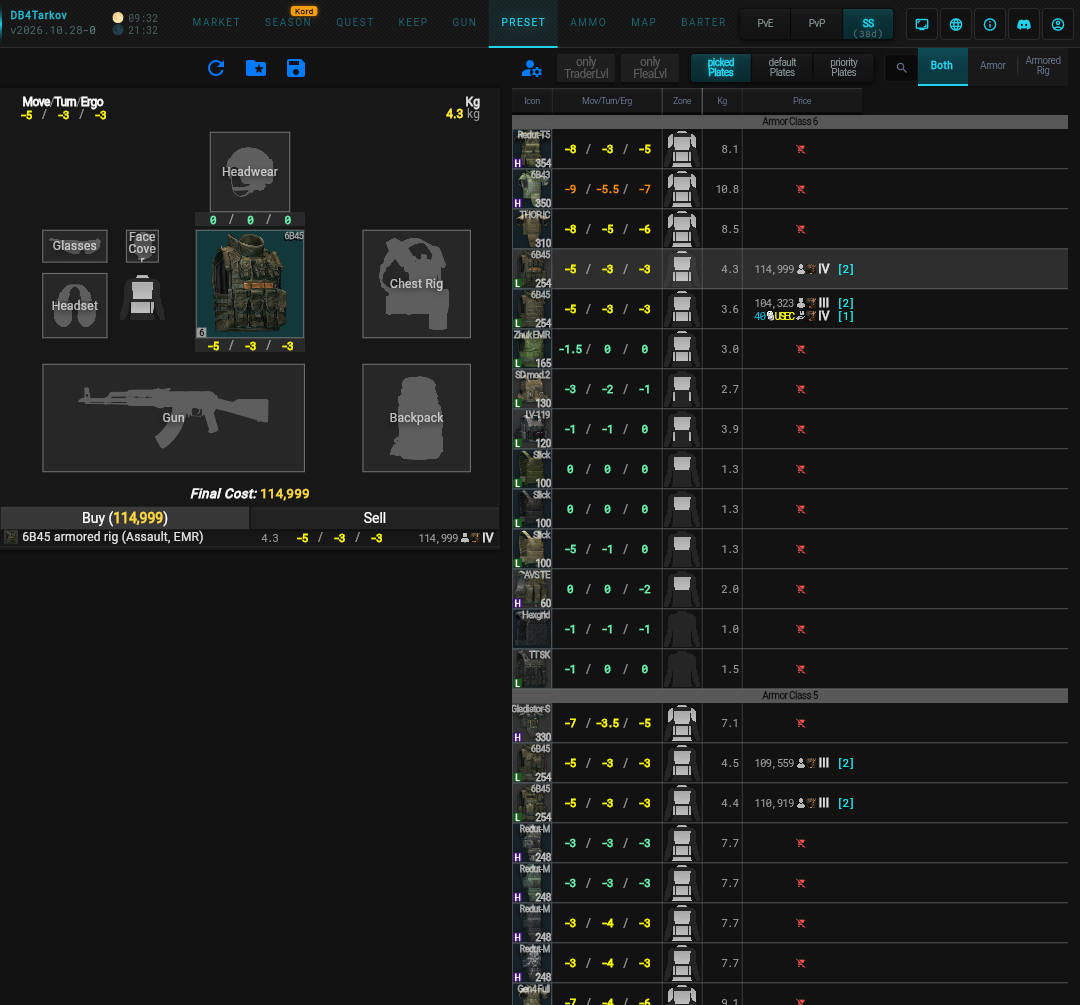 DB4Tarkov
v2026.10.28-0
09:32
21:32
MARKET
SEASON
Kord
QUEST
KEEP
GUN
PRESET
AMMO
MAP
BARTER
PvE
PvP
SS
(38d)
only
TraderLvl
only
FleaLvl
picked
Plates
default
Plates
priority
Plates
Both
Armor
Armored
Rig
Move/Turn/Ergo
-5 / -3 / -3
Kg
4.3 kg
Headwear
0 / 0 / 0
Glasses
Face
Cove
r
6B45
6
Headset
-5 / -3 / -3
Chest Rig
Gun
Backpack
Final Cost: 114,999
Buy (114,999)
Sell
6B45 armored rig (Assault, EMR) 4.3 -5 / -3 / -3 114,999 IV
Icon Mov/Turn/Erg Zone Kg Price
Armor Class 6
Redut-T5 H 354 -8 / -3 / -5 8.1
6B43 H 350 -9 / -5.5 / -7 10.8
THORIC 310 -8 / -5 / -6 8.5
6B45 L 254 -5 / -3 / -3 4.3 114,999 IV [2]
6B45 L 254 -5 / -3 / -3 3.6 104,323 III [2]
40 USEC IV [1]
Zhuk EMR L 165 -1.5 / 0 / 0 3.0
SD mod.2 L 130 -3 / -2 / -1 2.7
LV-119 L 120 -1 / -1 / 0 3.9
Slick L 100 0 / 0 / 0 1.3
Slick L 100 0 / 0 / 0 1.3
Slick L 100 -5 / -1 / 0 1.3
AVS TE H 60 0 / 0 / -2 2.0
Hexgrid -1 / -1 / -1 1.0
TT SK L -1 / 0 / 0 1.5
Armor Class 5
Gladiator-S H 330 -7 / -3.5 / -5 7.1
6B45 L 254 -5 / -3 / -3 4.5 109,559 III [2]
6B45 L 254 -5 / -3 / -3 4.4 110,919 III [2]
Redut-M H 248 -3 / -3 / -3 7.7
Redut-M H 248 -3 / -3 / -3 7.7
Redut-M H 248 -3 / -4 / -3 7.7
Redut-M H 248 -3 / -4 / -3 7.7
Gen4 Full -7 / -4 / -6 9.1